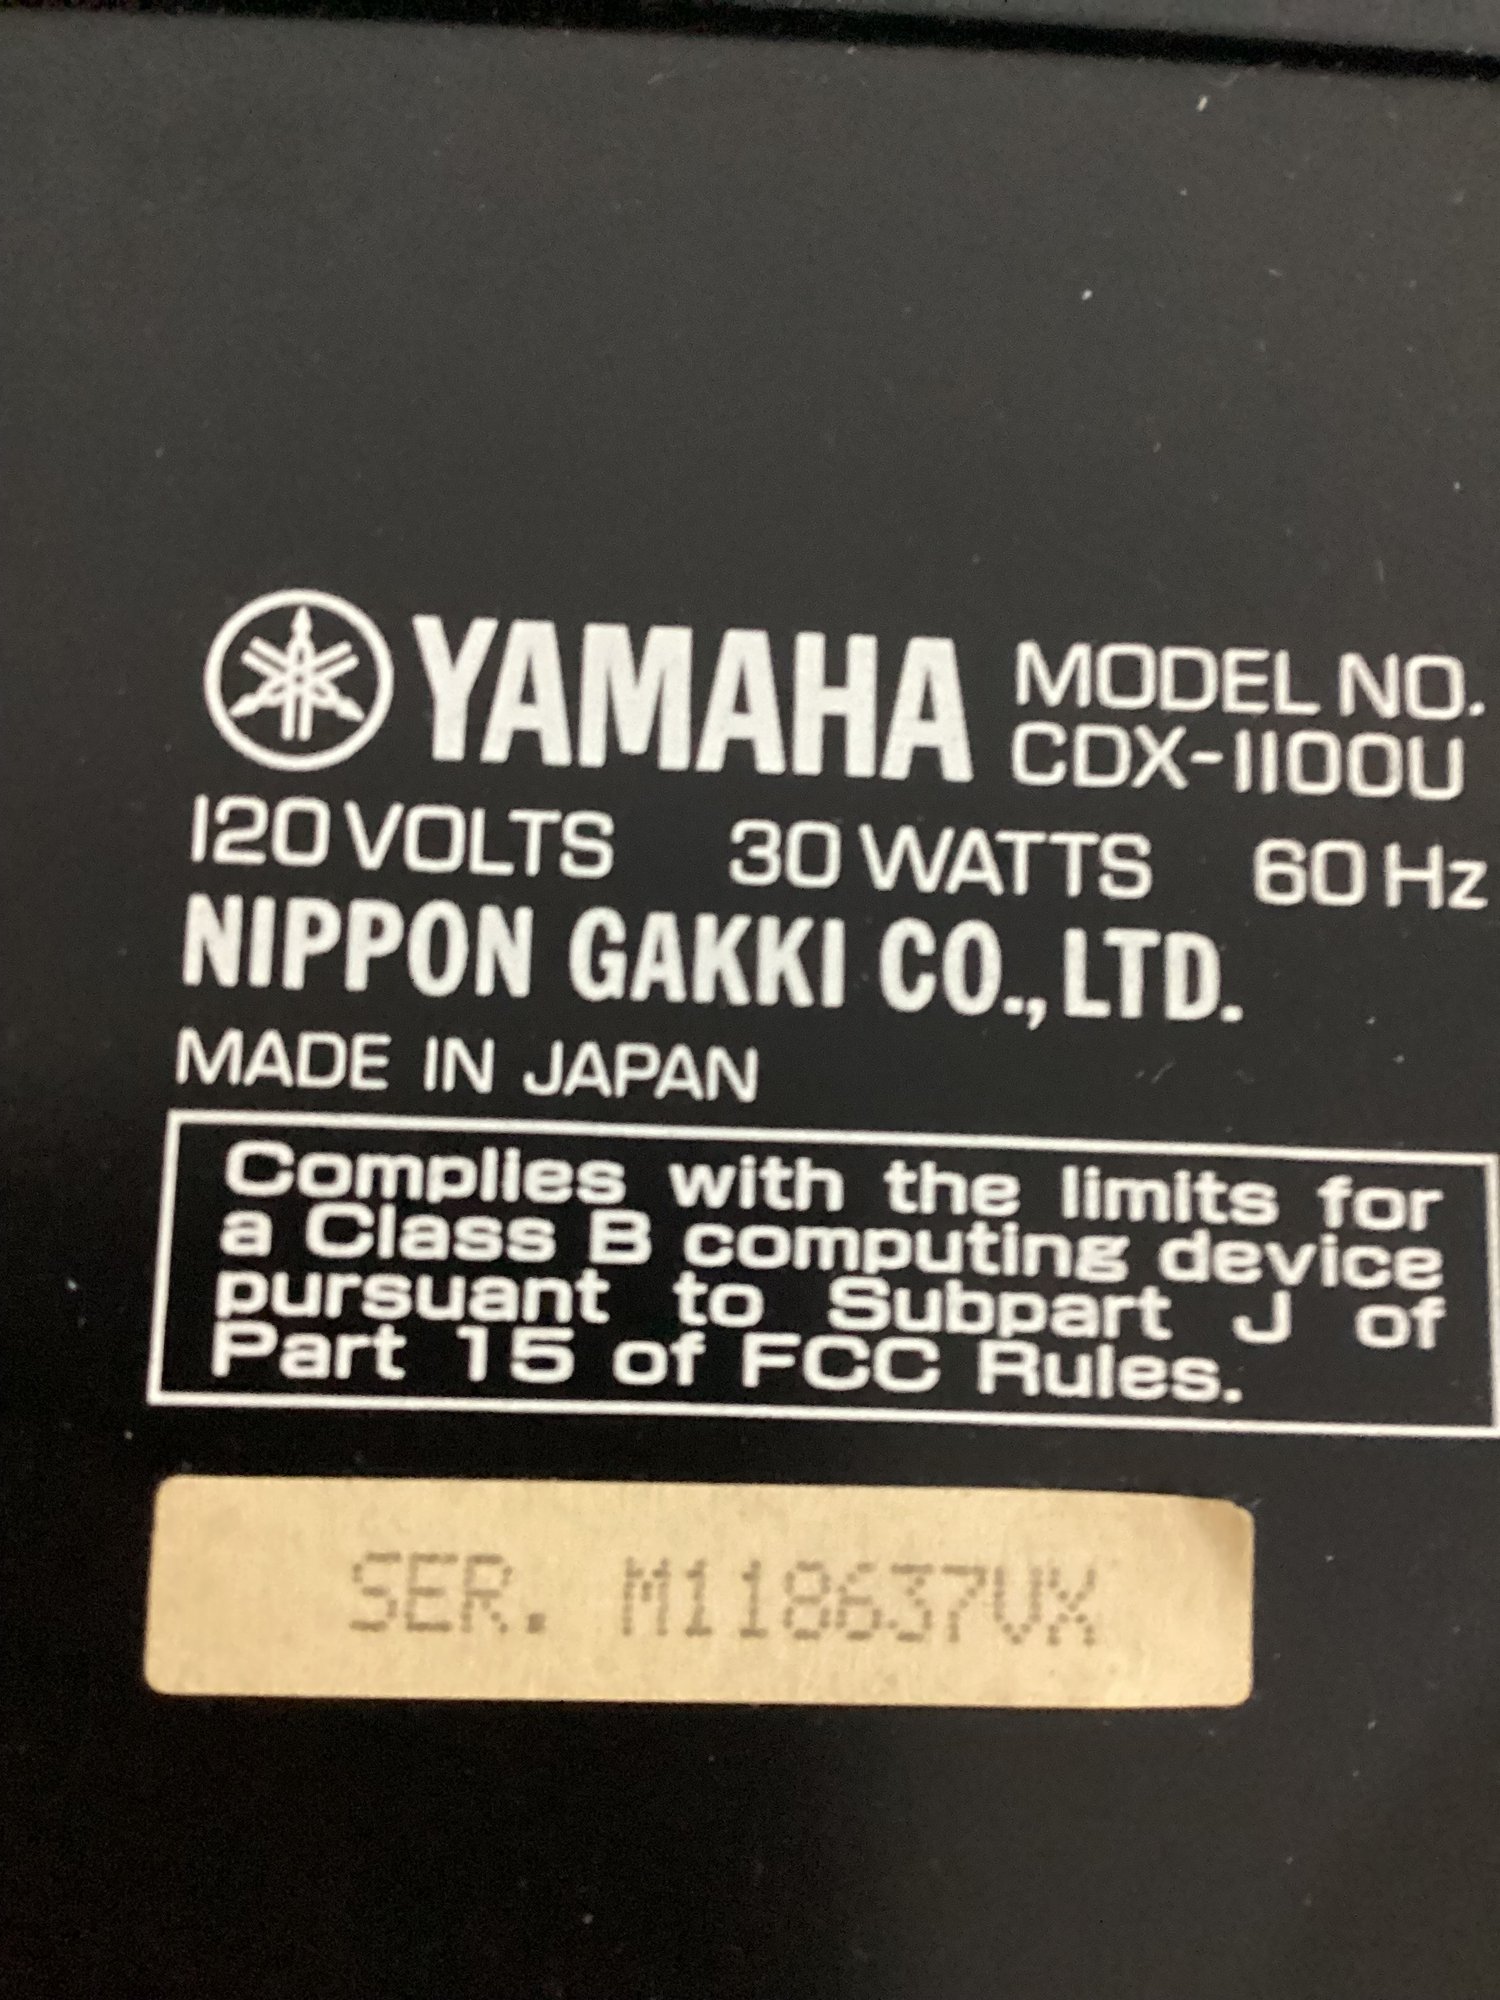 YAMAHA MODEL NO.
CDX-1100U
120 VOLTS 30 WATTS 60 Hz
NIPPON GAKKI CO., LTD.
MADE IN JAPAN
Complies with the limits for
a Class B computing device
pursuant to Subpart J of
Part 15 of FCC Rules.
SER. M118637VX